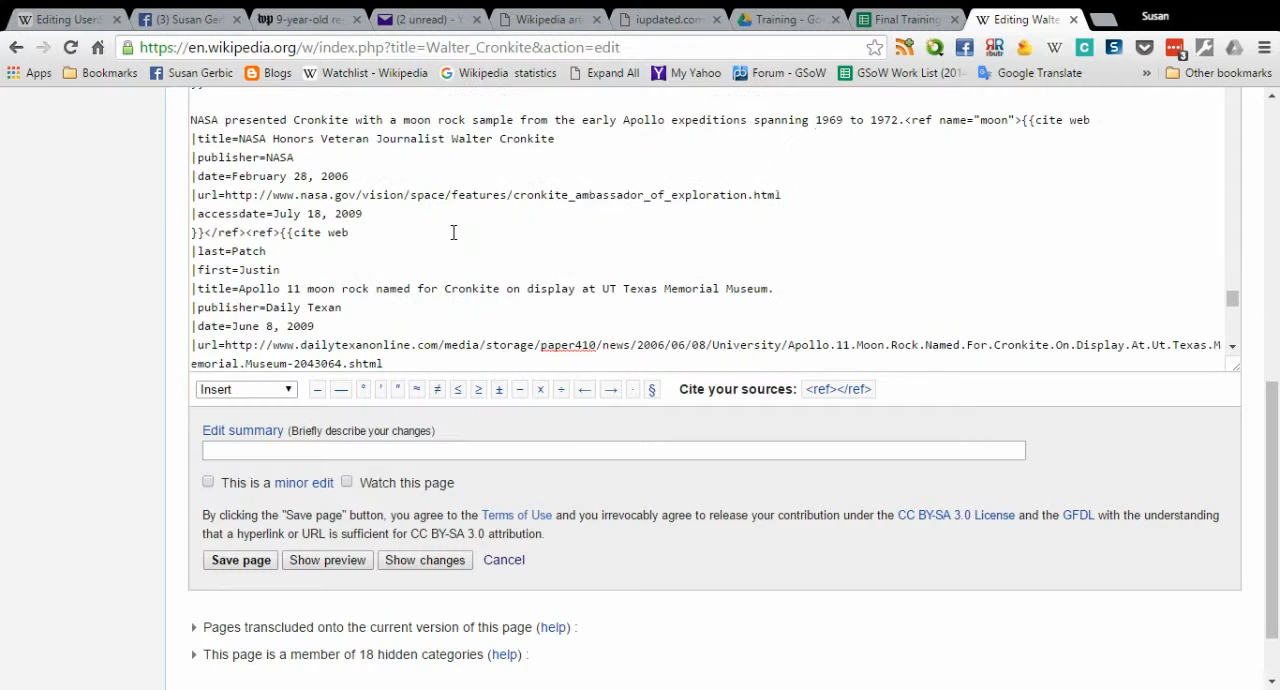 Editing User:S
(3) Susan Gerb
9-year-old re
(2 unread) - Y
Wikipedia art
iupdated.com
Training - Go
Final Training
Editing Walte
Susan
https://en.wikipedia.org/w/index.php?title=Walter_Cronkite&action=edit
Apps
Bookmarks
Susan Gerbic
Blogs
Watchlist - Wikipedia
Wikipedia statistics
Expand All
My Yahoo
Forum - GSoW
GSoW Work List (201
Google Translate
»
Other bookmarks
}}
NASA presented Cronkite with a moon rock sample from the early Apollo expeditions spanning 1969 to 1972.<ref name="moon">{{cite web
|title=NASA Honors Veteran Journalist Walter Cronkite
|publisher=NASA
|date=February 28, 2006
|url=http://www.nasa.gov/vision/space/features/cronkite_ambassador_of_exploration.html
|accessdate=July 18, 2009
}}</ref><ref>{{cite web
|last=Patch
|first=Justin
|title=Apollo 11 moon rock named for Cronkite on display at UT Texas Memorial Museum.
|publisher=Daily Texan
|date=June 8, 2009
|url=http://www.dailytexanonline.com/media/storage/paper410/news/2006/06/08/University/Apollo.11.Moon.Rock.Named.For.Cronkite.On.Display.At.Ut.Texas.M
emorial.Museum-2043064.shtml
Insert – — ° ′ ″ ≈ ≠ ≤ ≥ ± − × ÷ ← → · § Cite your sources: <ref></ref>
Edit summary (Briefly describe your changes)
This is a minor edit Watch this page
By clicking the "Save page" button, you agree to the Terms of Use and you irrevocably agree to release your contribution under the CC BY-SA 3.0 License and the GFDL with the understanding
that a hyperlink or URL is sufficient for CC BY-SA 3.0 attribution.
Save page Show preview Show changes Cancel
Pages transcluded onto the current version of this page (help) :
This page is a member of 18 hidden categories (help) :